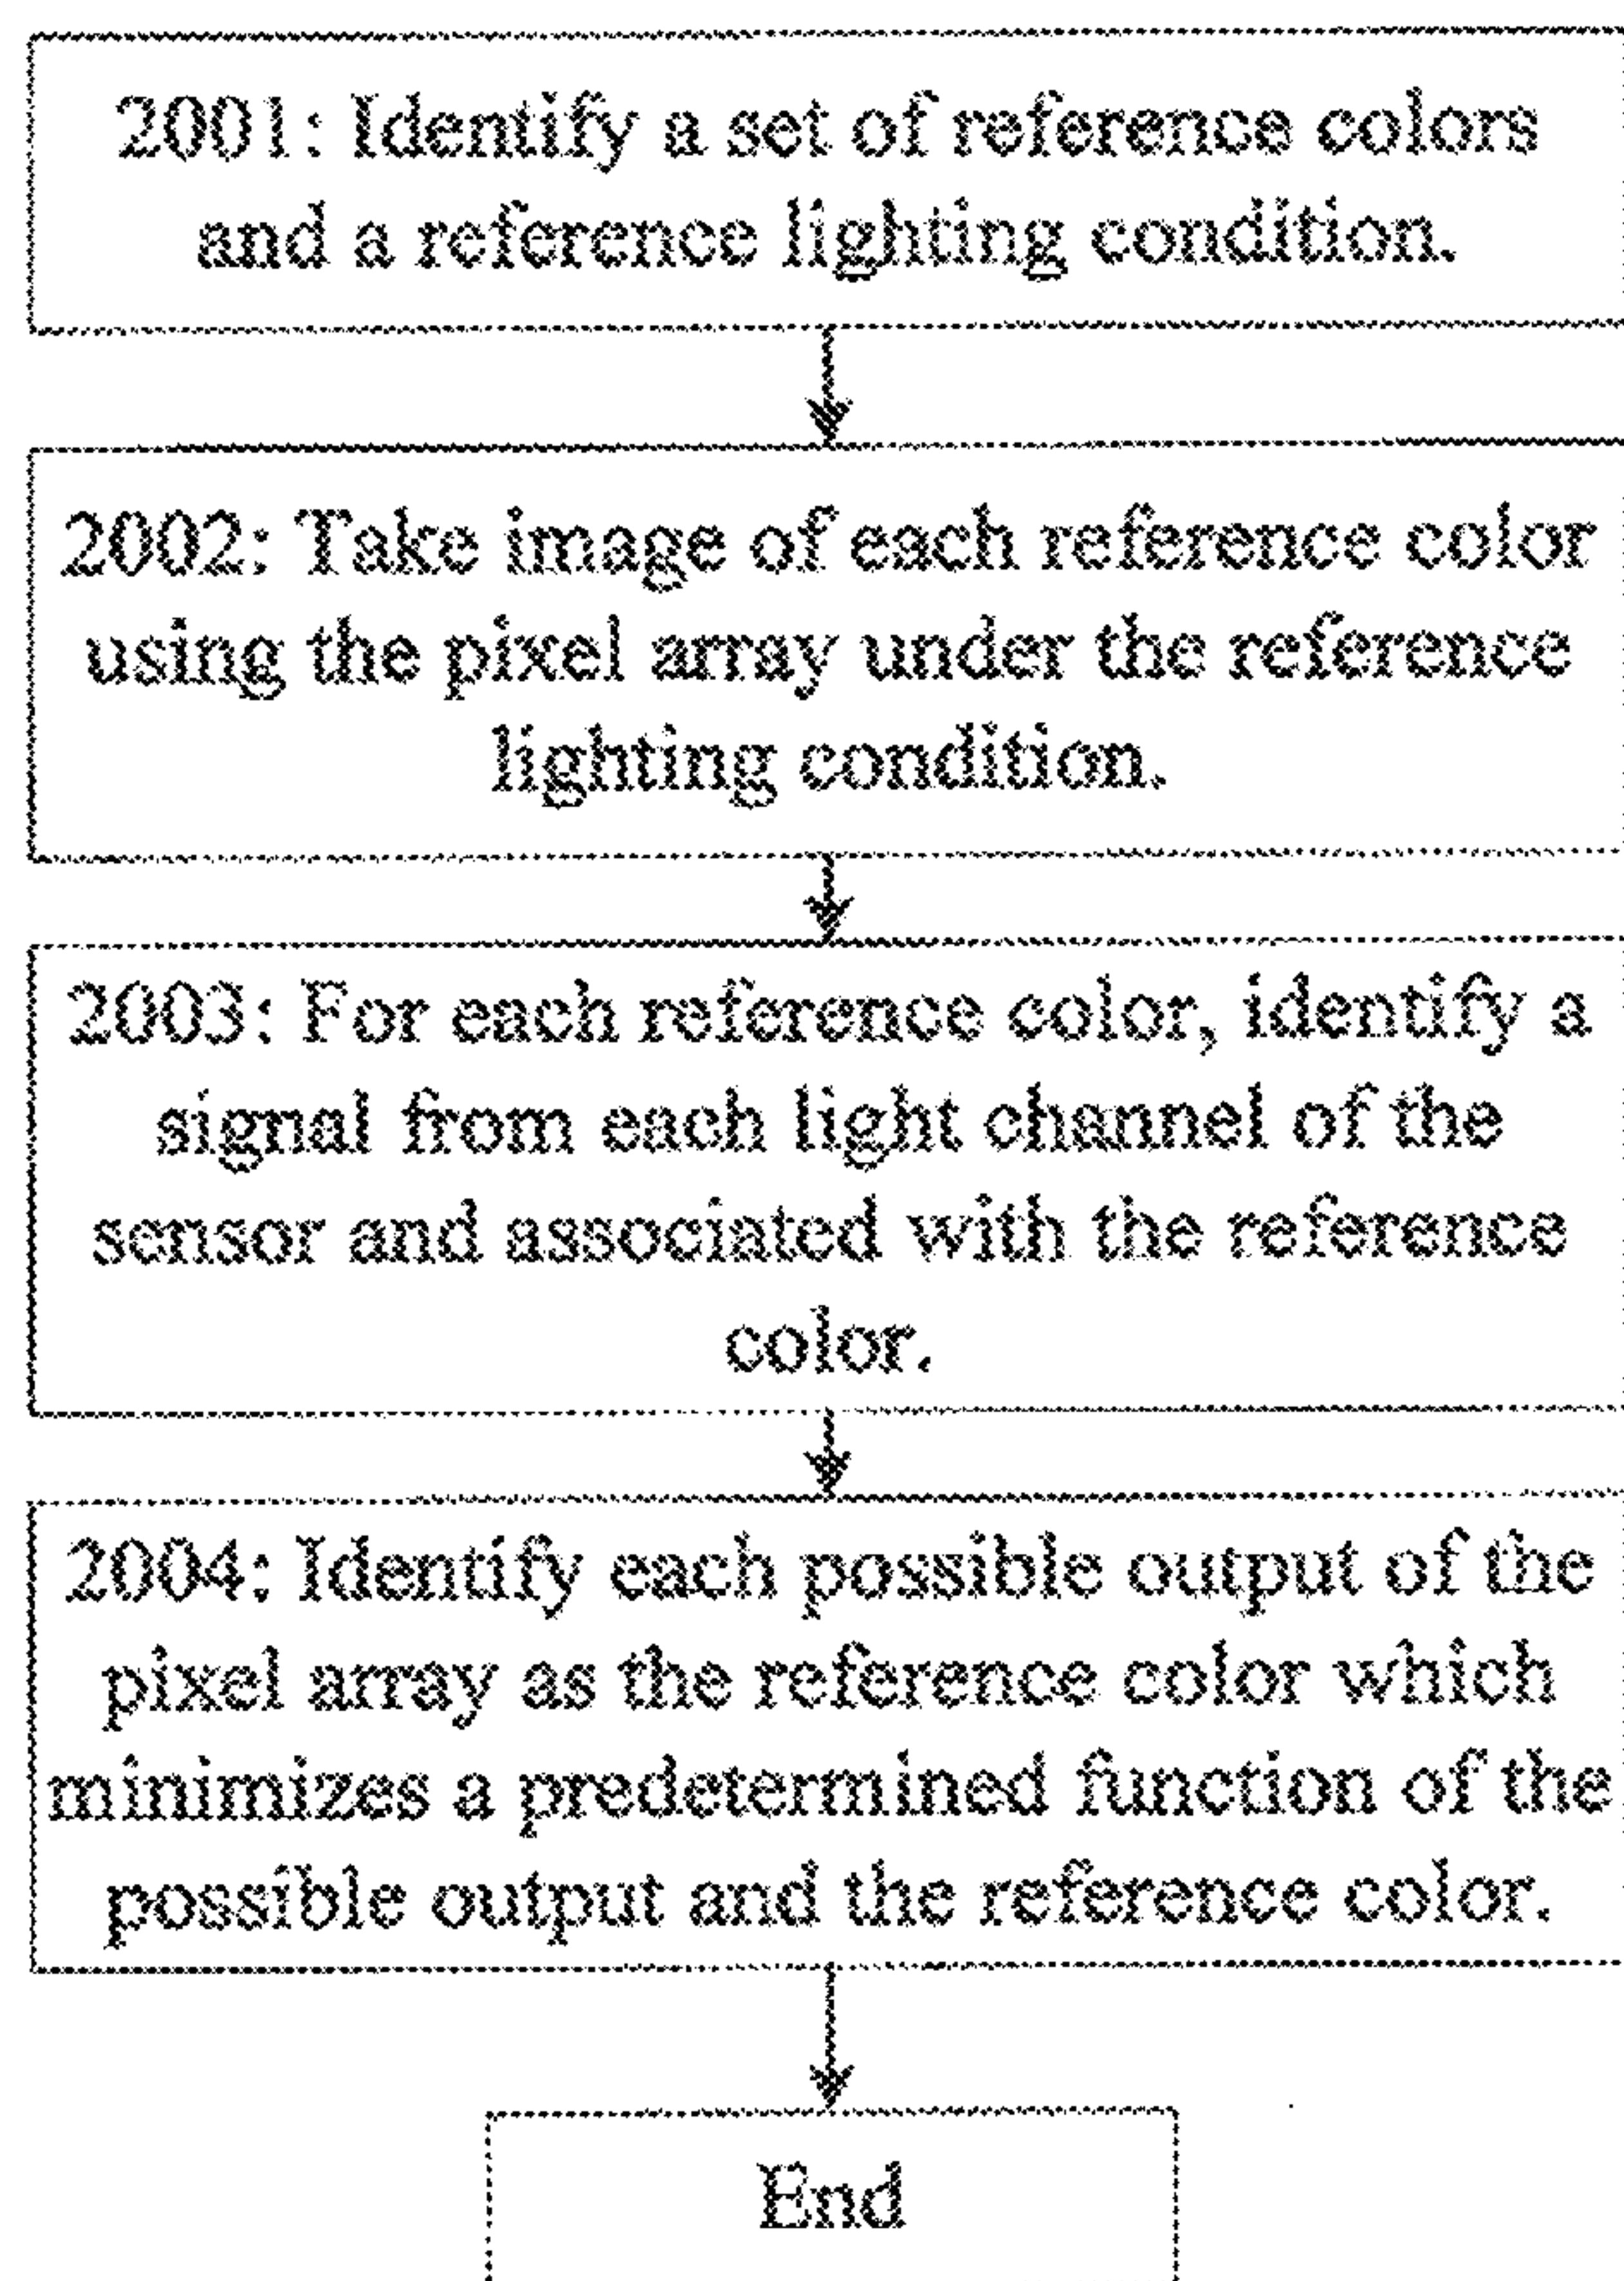 2001: Identify a set of reference colors
and a reference lighting condition.
2002: Take image of each reference color
using the pixel array under the reference
lighting condition.
2003: For each reference color, identify a
signal from each light channel of the
sensor and associated with the reference
color.
2004: Identify each possible output of the
pixel array as the reference color which
minimizes a predetermined function of the
possible output and the reference color.
End